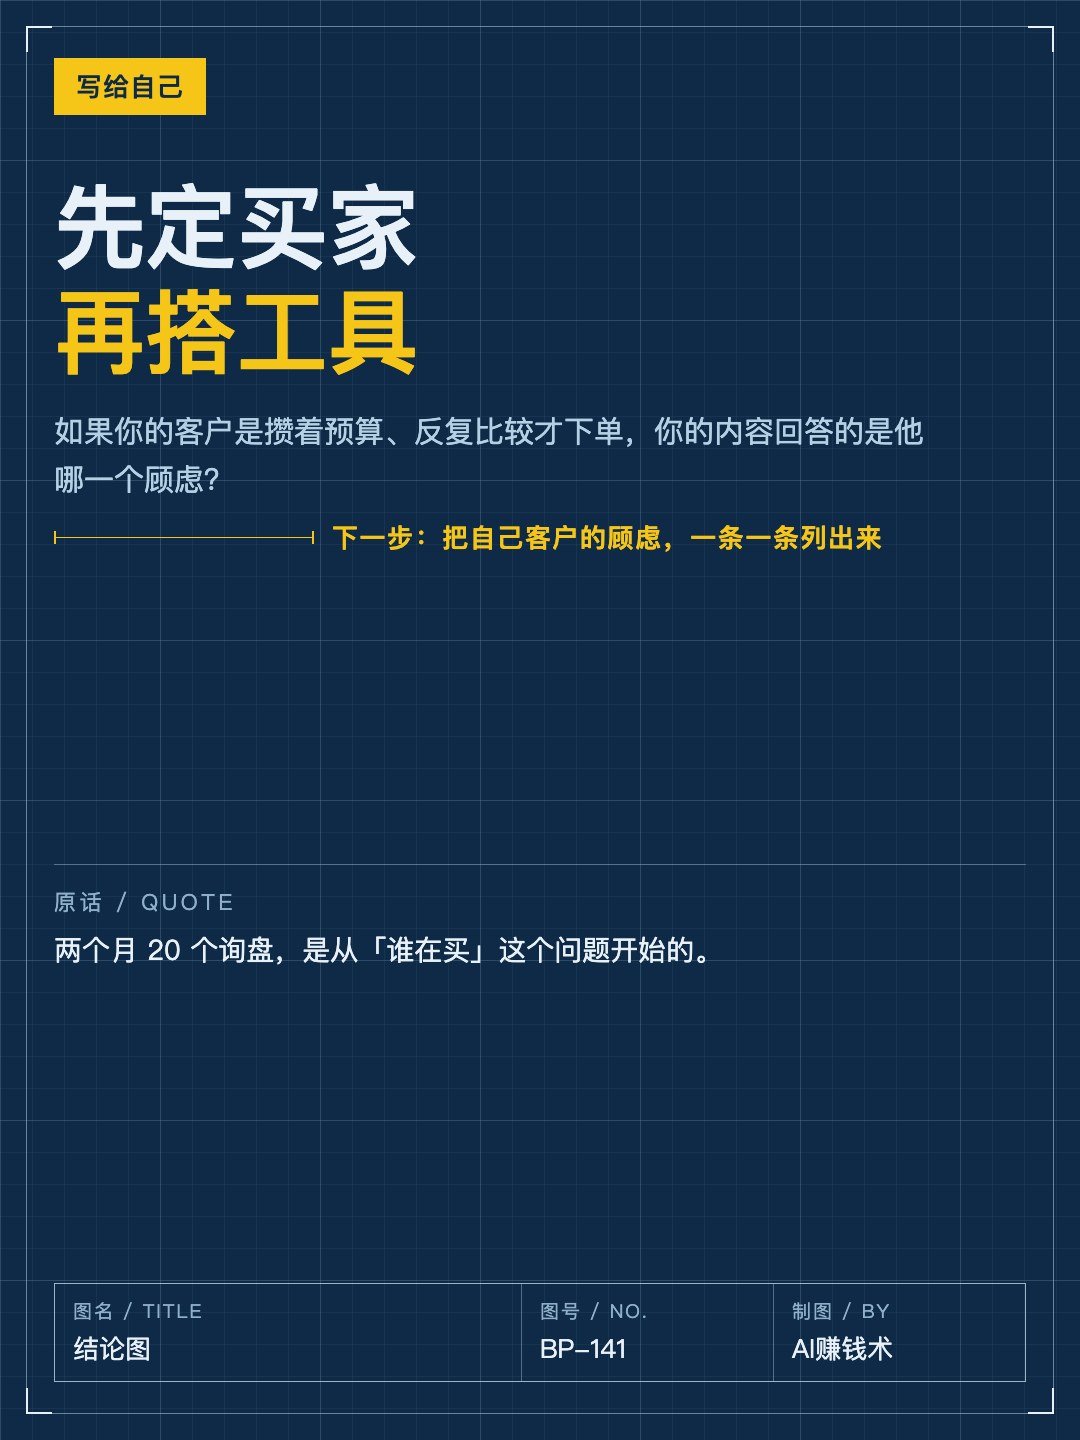 写给自己
先定买家
再搭工具
如果你的客户是攒着预算、反复比较才下单，你的内容回答的是他
哪一个顾虑？
下一步：把自己客户的顾虑，一条一条列出来
原话 / QUOTE
两个月 20 个询盘，是从「谁在买」这个问题开始的。
图名 / TITLE
结论图
图号 / NO.
BP-141
制图 / BY
AI赚钱术